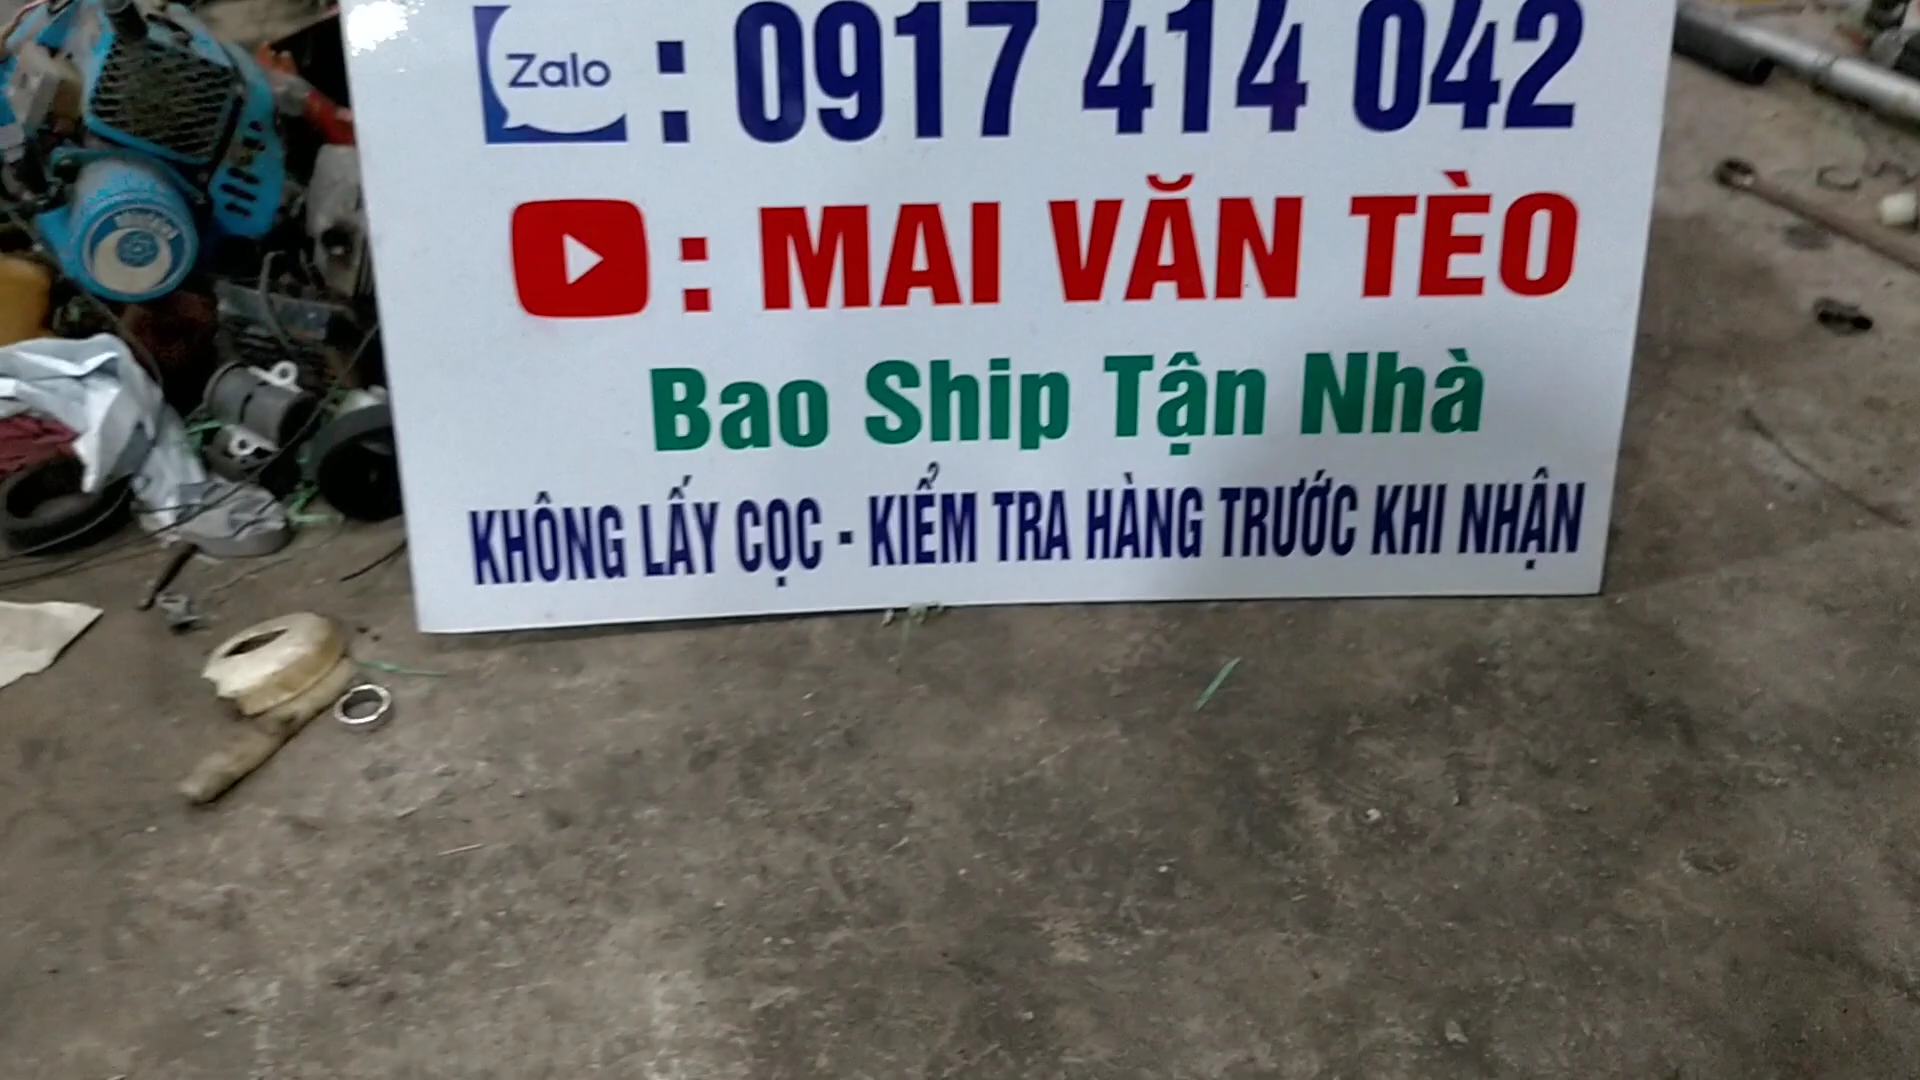 Zalo : 0917 414 042
: MAI VĂN TÈO
Bao Ship Tận Nhà
KHÔNG LẤY CỌC - KIỂM TRA HÀNG TRƯỚC KHI NHẬN